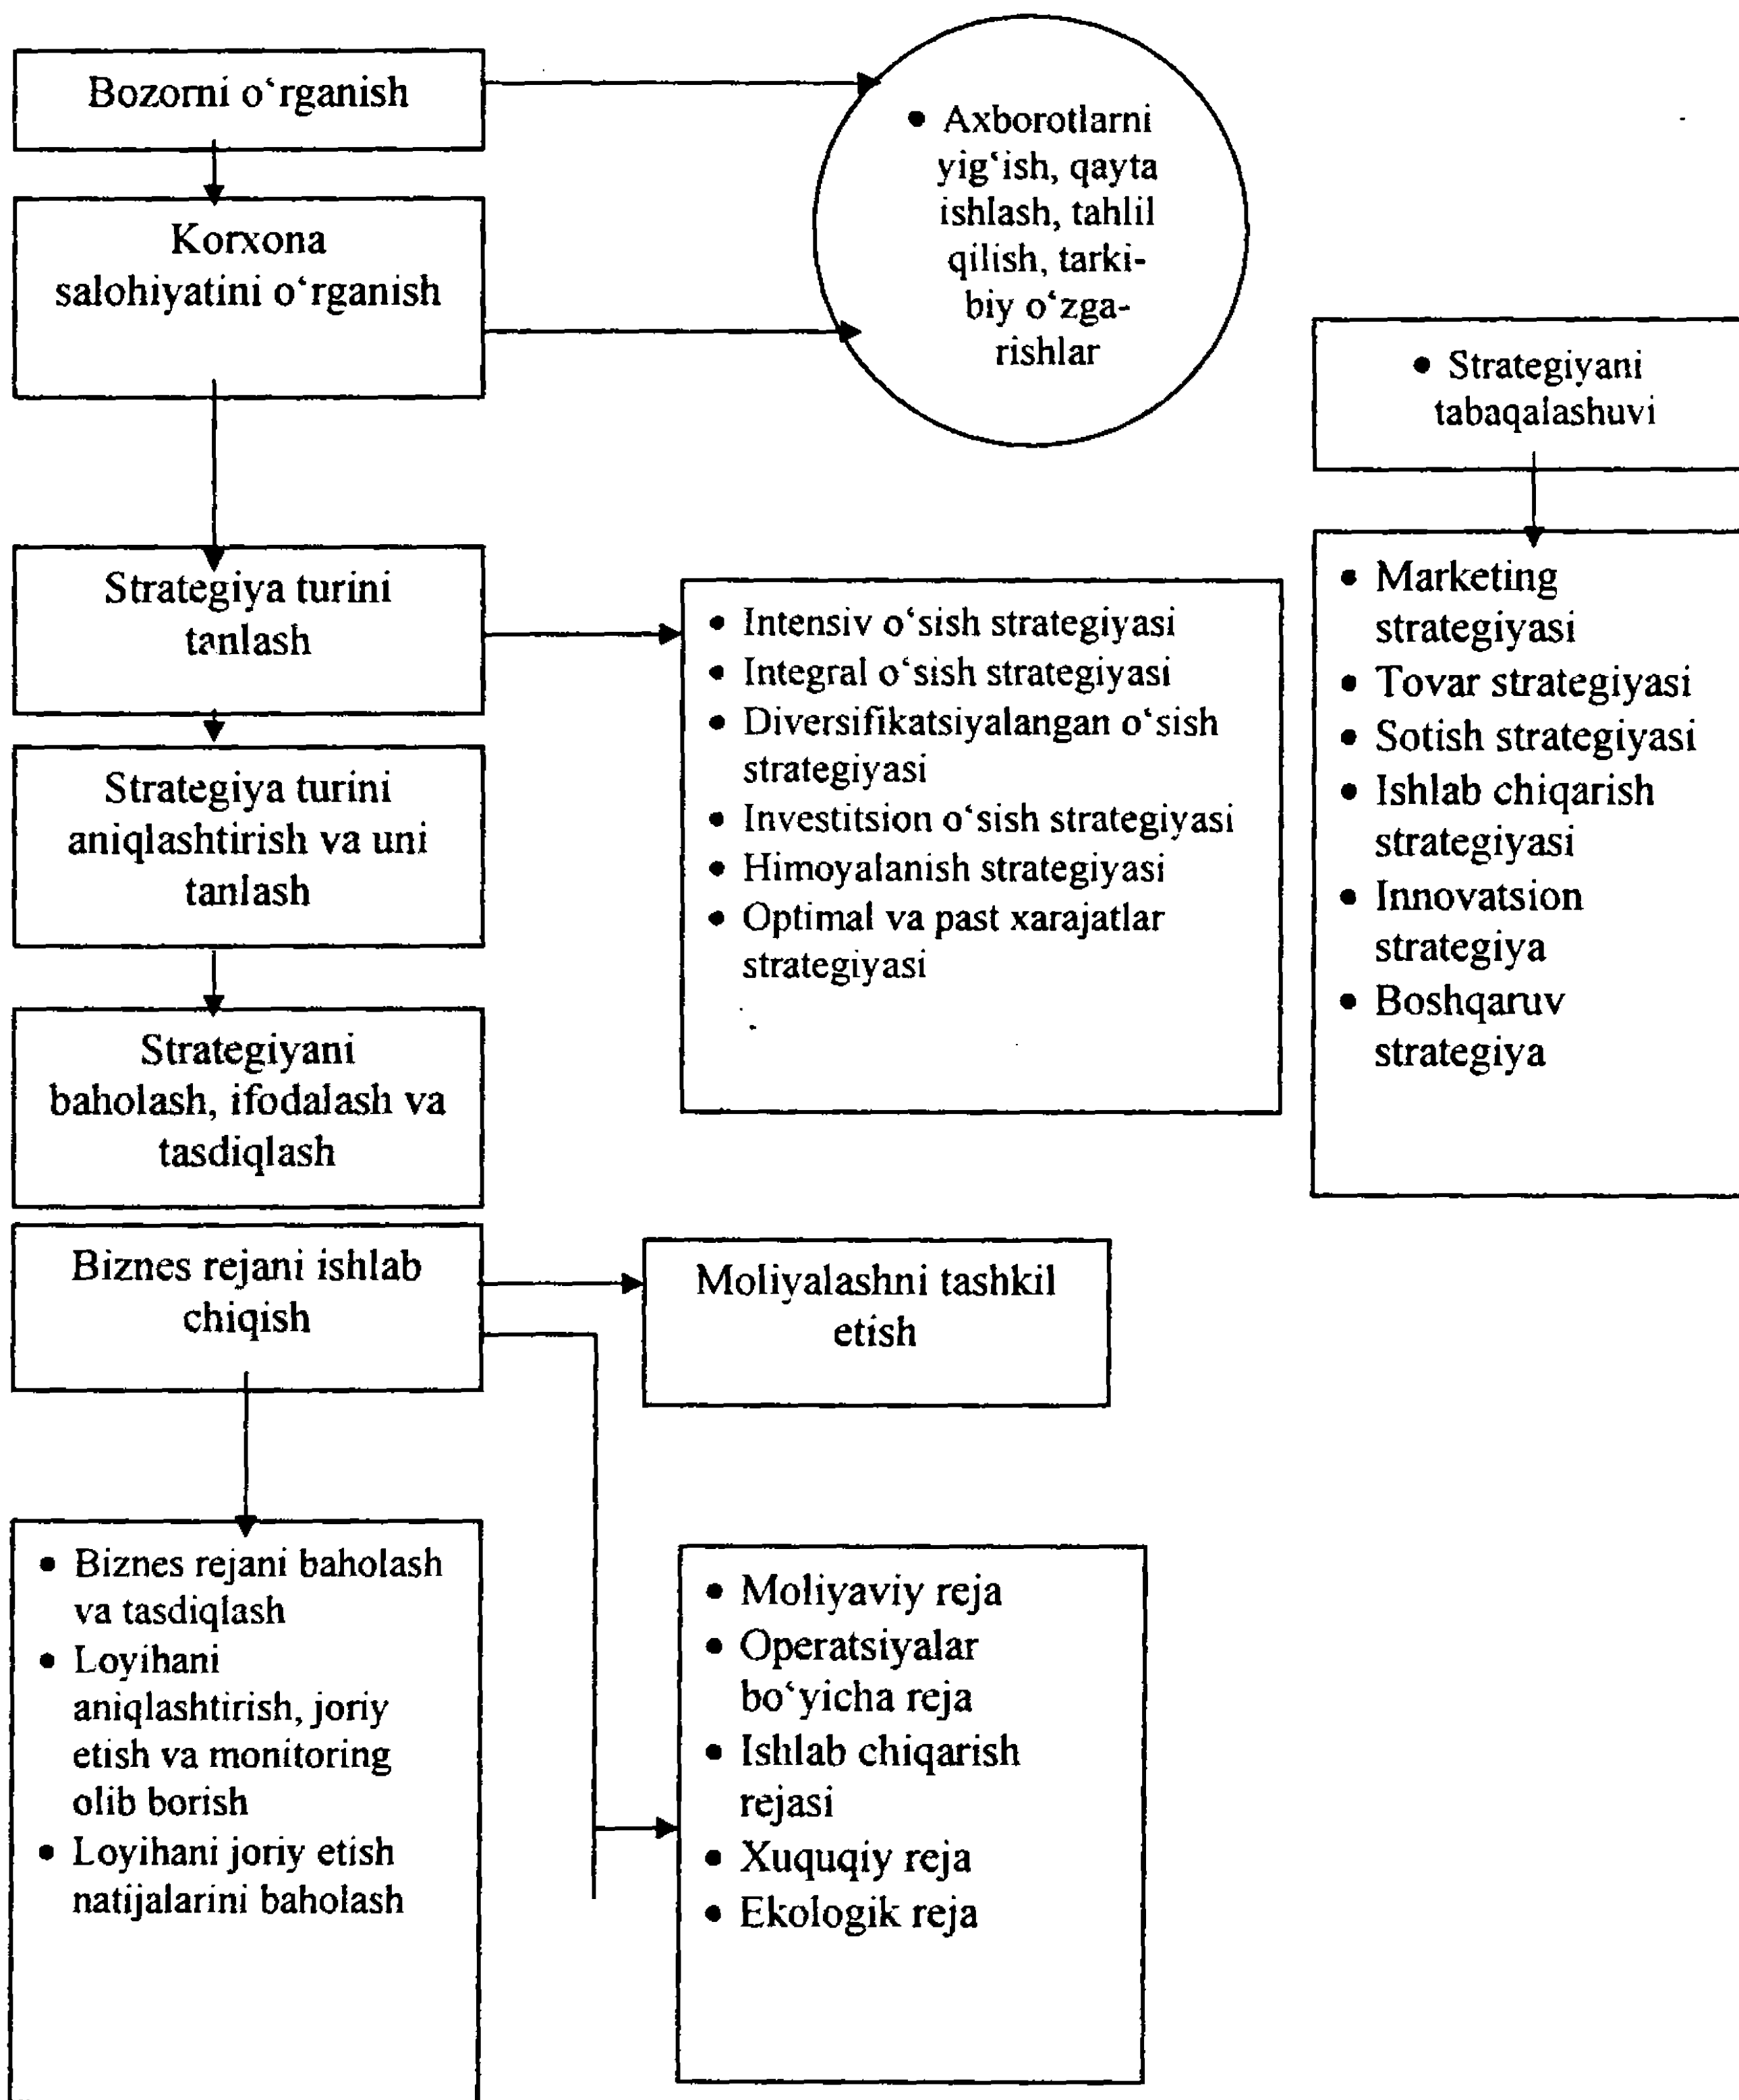 Bozorni o‘rganish
• Axborotlarni
yig‘ish, qayta
ishlash, tahlil
qilish, tarki-
biy o‘zga-
rishlar
Korxona
salohiyatini o‘rganish
• Strategiyani
tabaqalashuvi
Strategiya turini
tanlash
• Intensiv o‘sish strategiyasi
• Integral o‘sish strategiyasi
• Diversifikatsiyalangan o‘sish
strategiyasi
• Investitsion o‘sish strategiyasi
• Himoyalanish strategiyasi
• Optimal va past xarajatlar
strategiyasi
• Marketing
strategiyasi
• Tovar strategiyasi
• Sotish strategiyasi
• Ishlab chiqarish
strategiyasi
• Innovatsion
strategiya
• Boshqaruv
strategiya
Strategiya turini
aniqlashtirish va uni
tanlash
Strategiyani
baholash, ifodalash va
tasdiqlash
Biznes rejani ishlab
chiqish
Moliyalashni tashkil
etish
• Biznes rejani baholash
va tasdiqlash
• Loyihani
aniqlashtirish, joriy
etish va monitoring
olib borish
• Loyihani joriy etish
natijalarini baholash
• Moliyaviy reja
• Operatsiyalar
bo‘yicha reja
• Ishlab chiqarish
rejasi
• Xuquqiy reja
• Ekologik reja